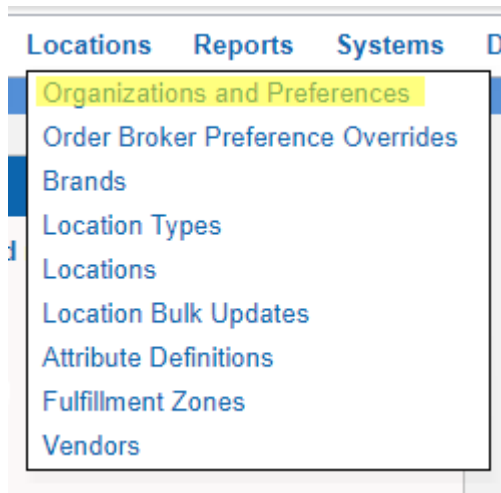 Locations Reports Systems D
Organizations and Preferences
Order Broker Preference Overrides
Brands
Location Types
d
Locations
Location Bulk Updates
Attribute Definitions
Fulfillment Zones
Vendors